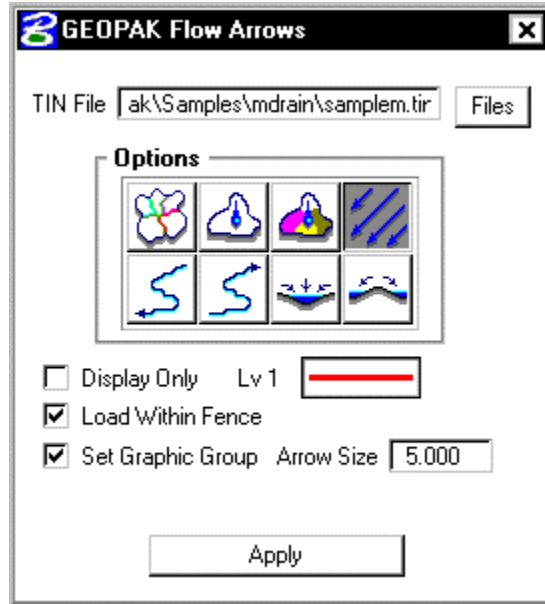 GEOPAK Flow Arrows
TIN File ak\Samples\mdrain\samplem.tin Files
Options
Display Only Lv 1
Load Within Fence
Set Graphic Group Arrow Size 5.000
Apply